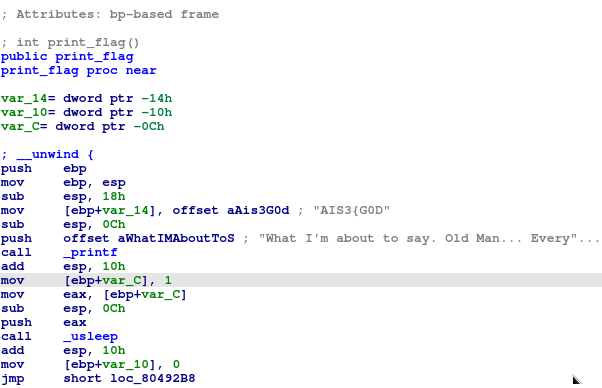 ; Attributes: bp-based frame
; int print_flag()
public print_flag
print_flag proc near
var_14= dword ptr -14h
var_10= dword ptr -10h
var_C= dword ptr -0Ch
; __unwind {
push ebp
mov ebp, esp
sub esp, 18h
mov [ebp+var_14], offset aAis3G0d ; "AIS3{G0D"
sub esp, 0Ch
push offset aWhatIMAboutToS ; "What I'm about to say. Old Man... Every"...
call _printf
add esp, 10h
mov [ebp+var_C], 1
mov eax, [ebp+var_C]
sub esp, 0Ch
push eax
call _usleep
add esp, 10h
mov [ebp+var_10], 0
jmp short loc_80492B8